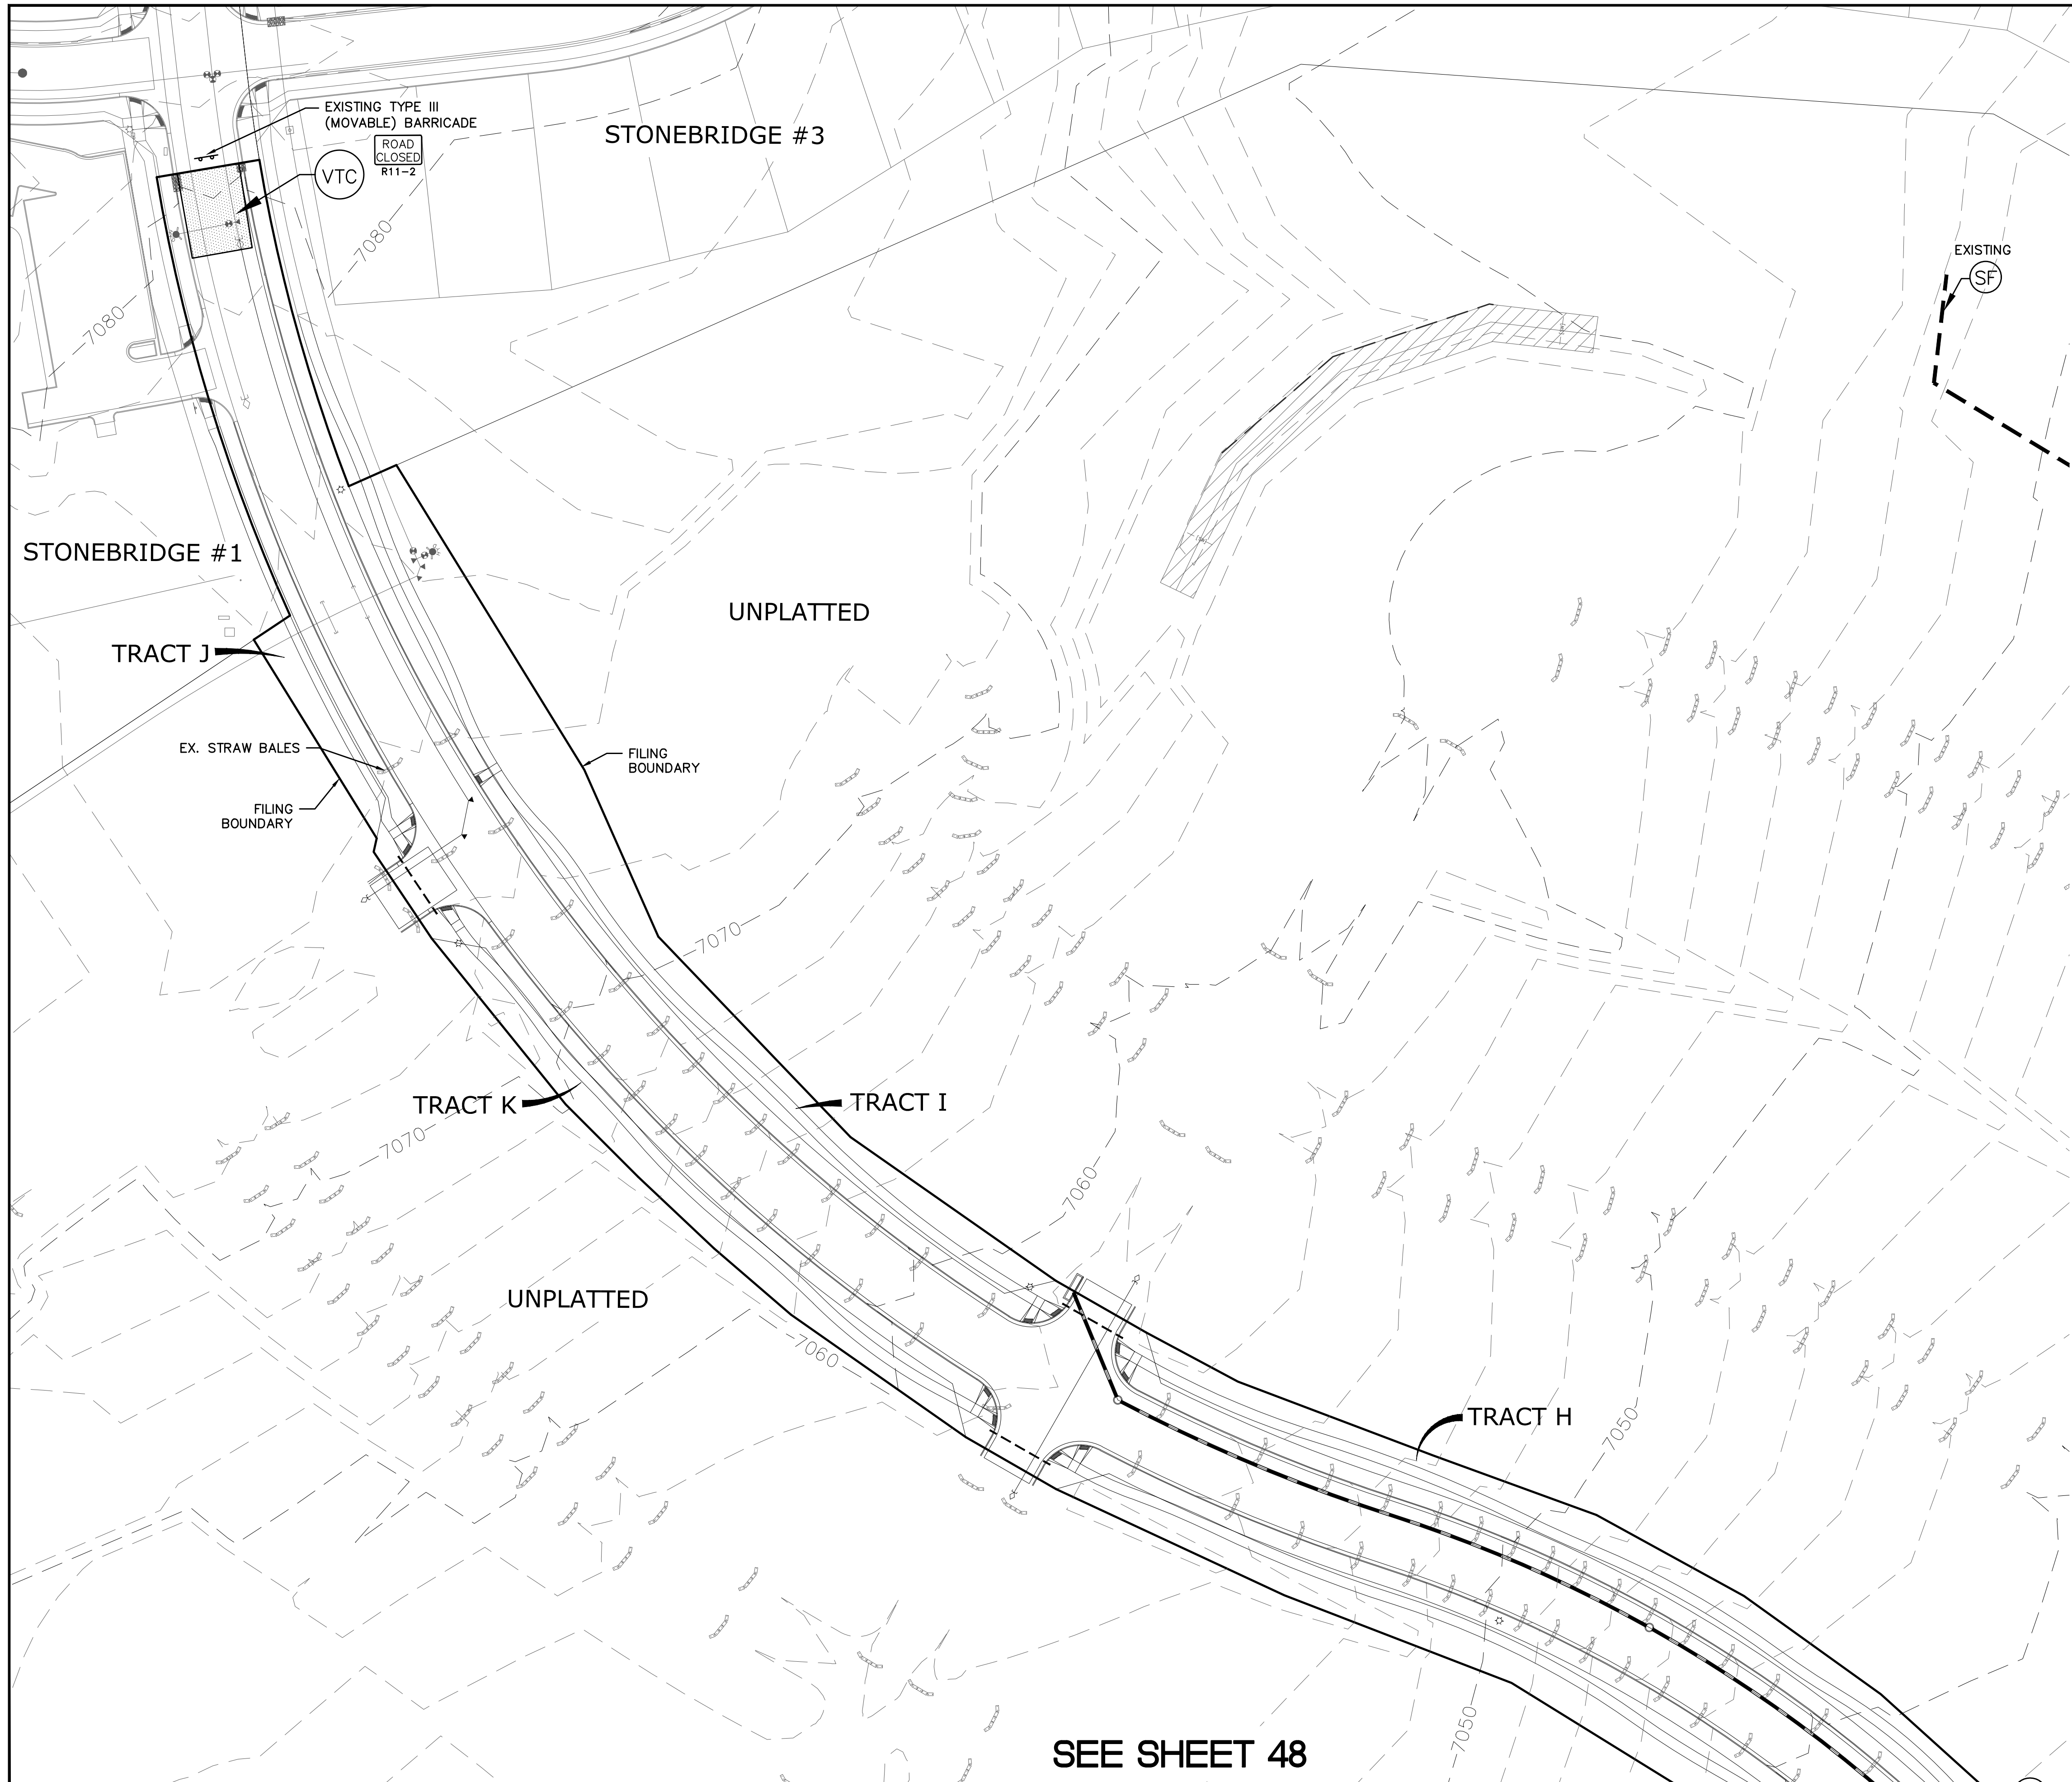 EXISTING TYPE III
(MOVABLE) BARRICADE
ROAD
CLOSED
R11-2
VTC
STONEBRIDGE #3
7080
7080
EXISTING
SF
STONEBRIDGE #1
UNPLATTED
TRACT J
EX. STRAW BALES
FILING
BOUNDARY
FILING
BOUNDARY
7070
TRACT K
TRACT I
7070
7060
UNPLATTED
7060
TRACT H
7050
7050
SEE SHEET 48